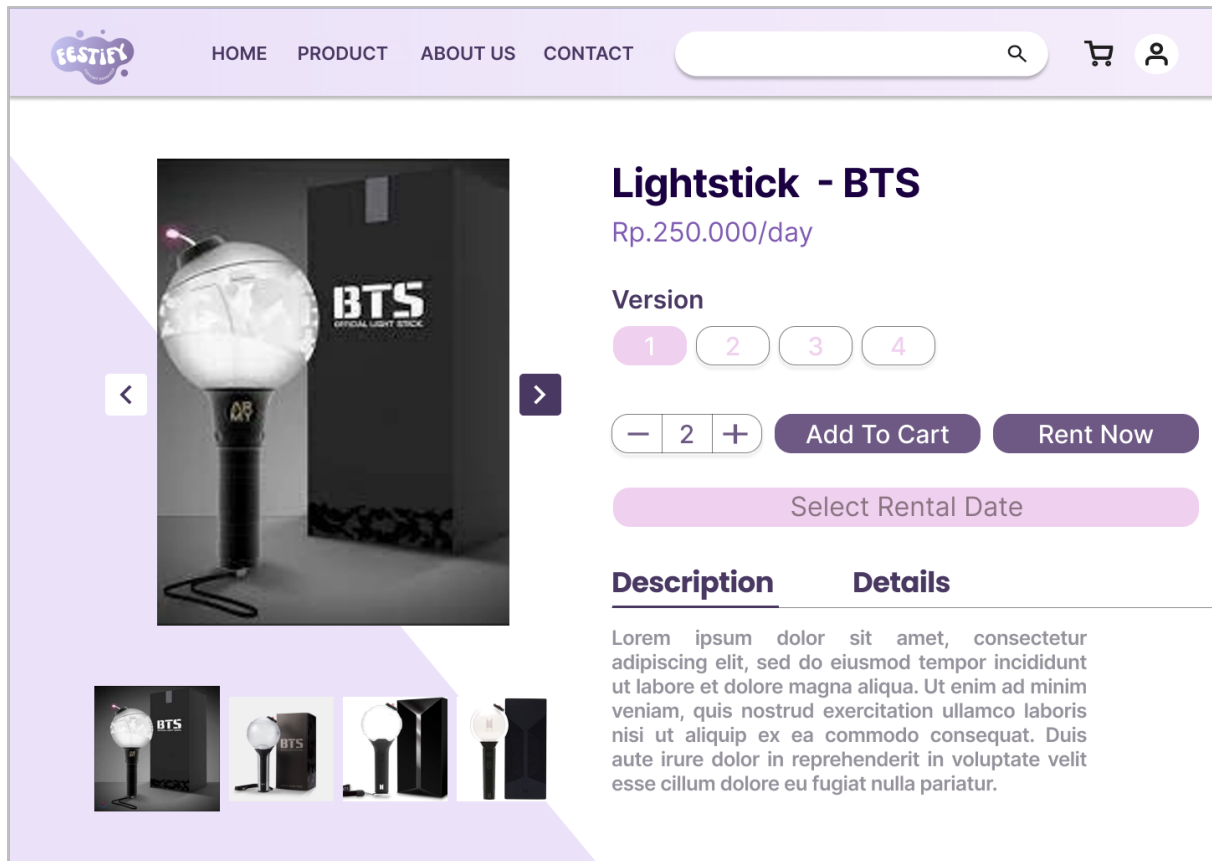 FESTIFY
HOME PRODUCT ABOUT US CONTACT
Lightstick - BTS
Rp.250.000/day
BTS
OFFICIAL LIGHT STICK
ARMY
Version
1 2 3 4
2 Add To Cart Rent Now
Select Rental Date
Description Details
Lorem ipsum dolor sit amet, consectetur
adipiscing elit, sed do eiusmod tempor incididunt
ut labore et dolore magna aliqua. Ut enim ad minim
veniam, quis nostrud exercitation ullamco laboris
nisi ut aliquip ex ea commodo consequat. Duis
aute irure dolor in reprehenderit in voluptate velit
esse cillum dolore eu fugiat nulla pariatur.
BTS
BTS